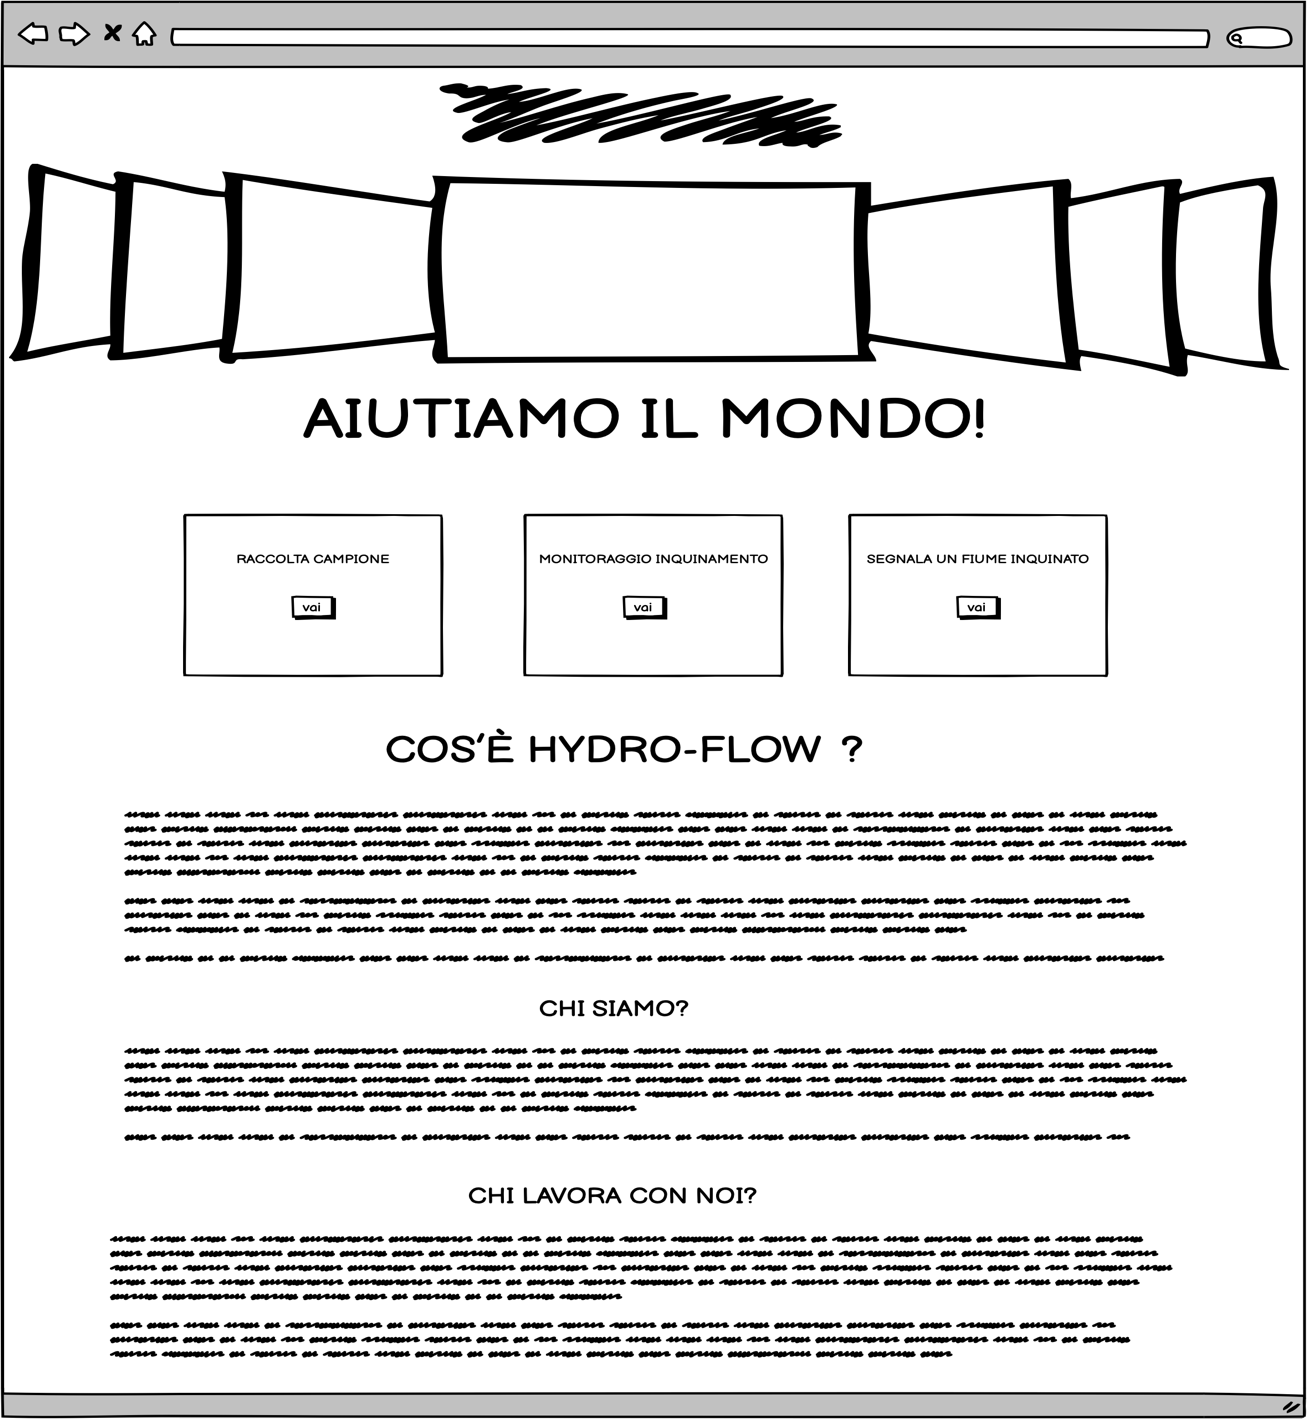 AIUTIAMO IL MONDO!
RACCOLTA CAMPIONE
vai
MONITORAGGIO INQUINAMENTO
vai
SEGNALA UN FIUME INQUINATO
vai
COS'È HYDRO-FLOW ?
CHI SIAMO?
CHI LAVORA CON NOI?